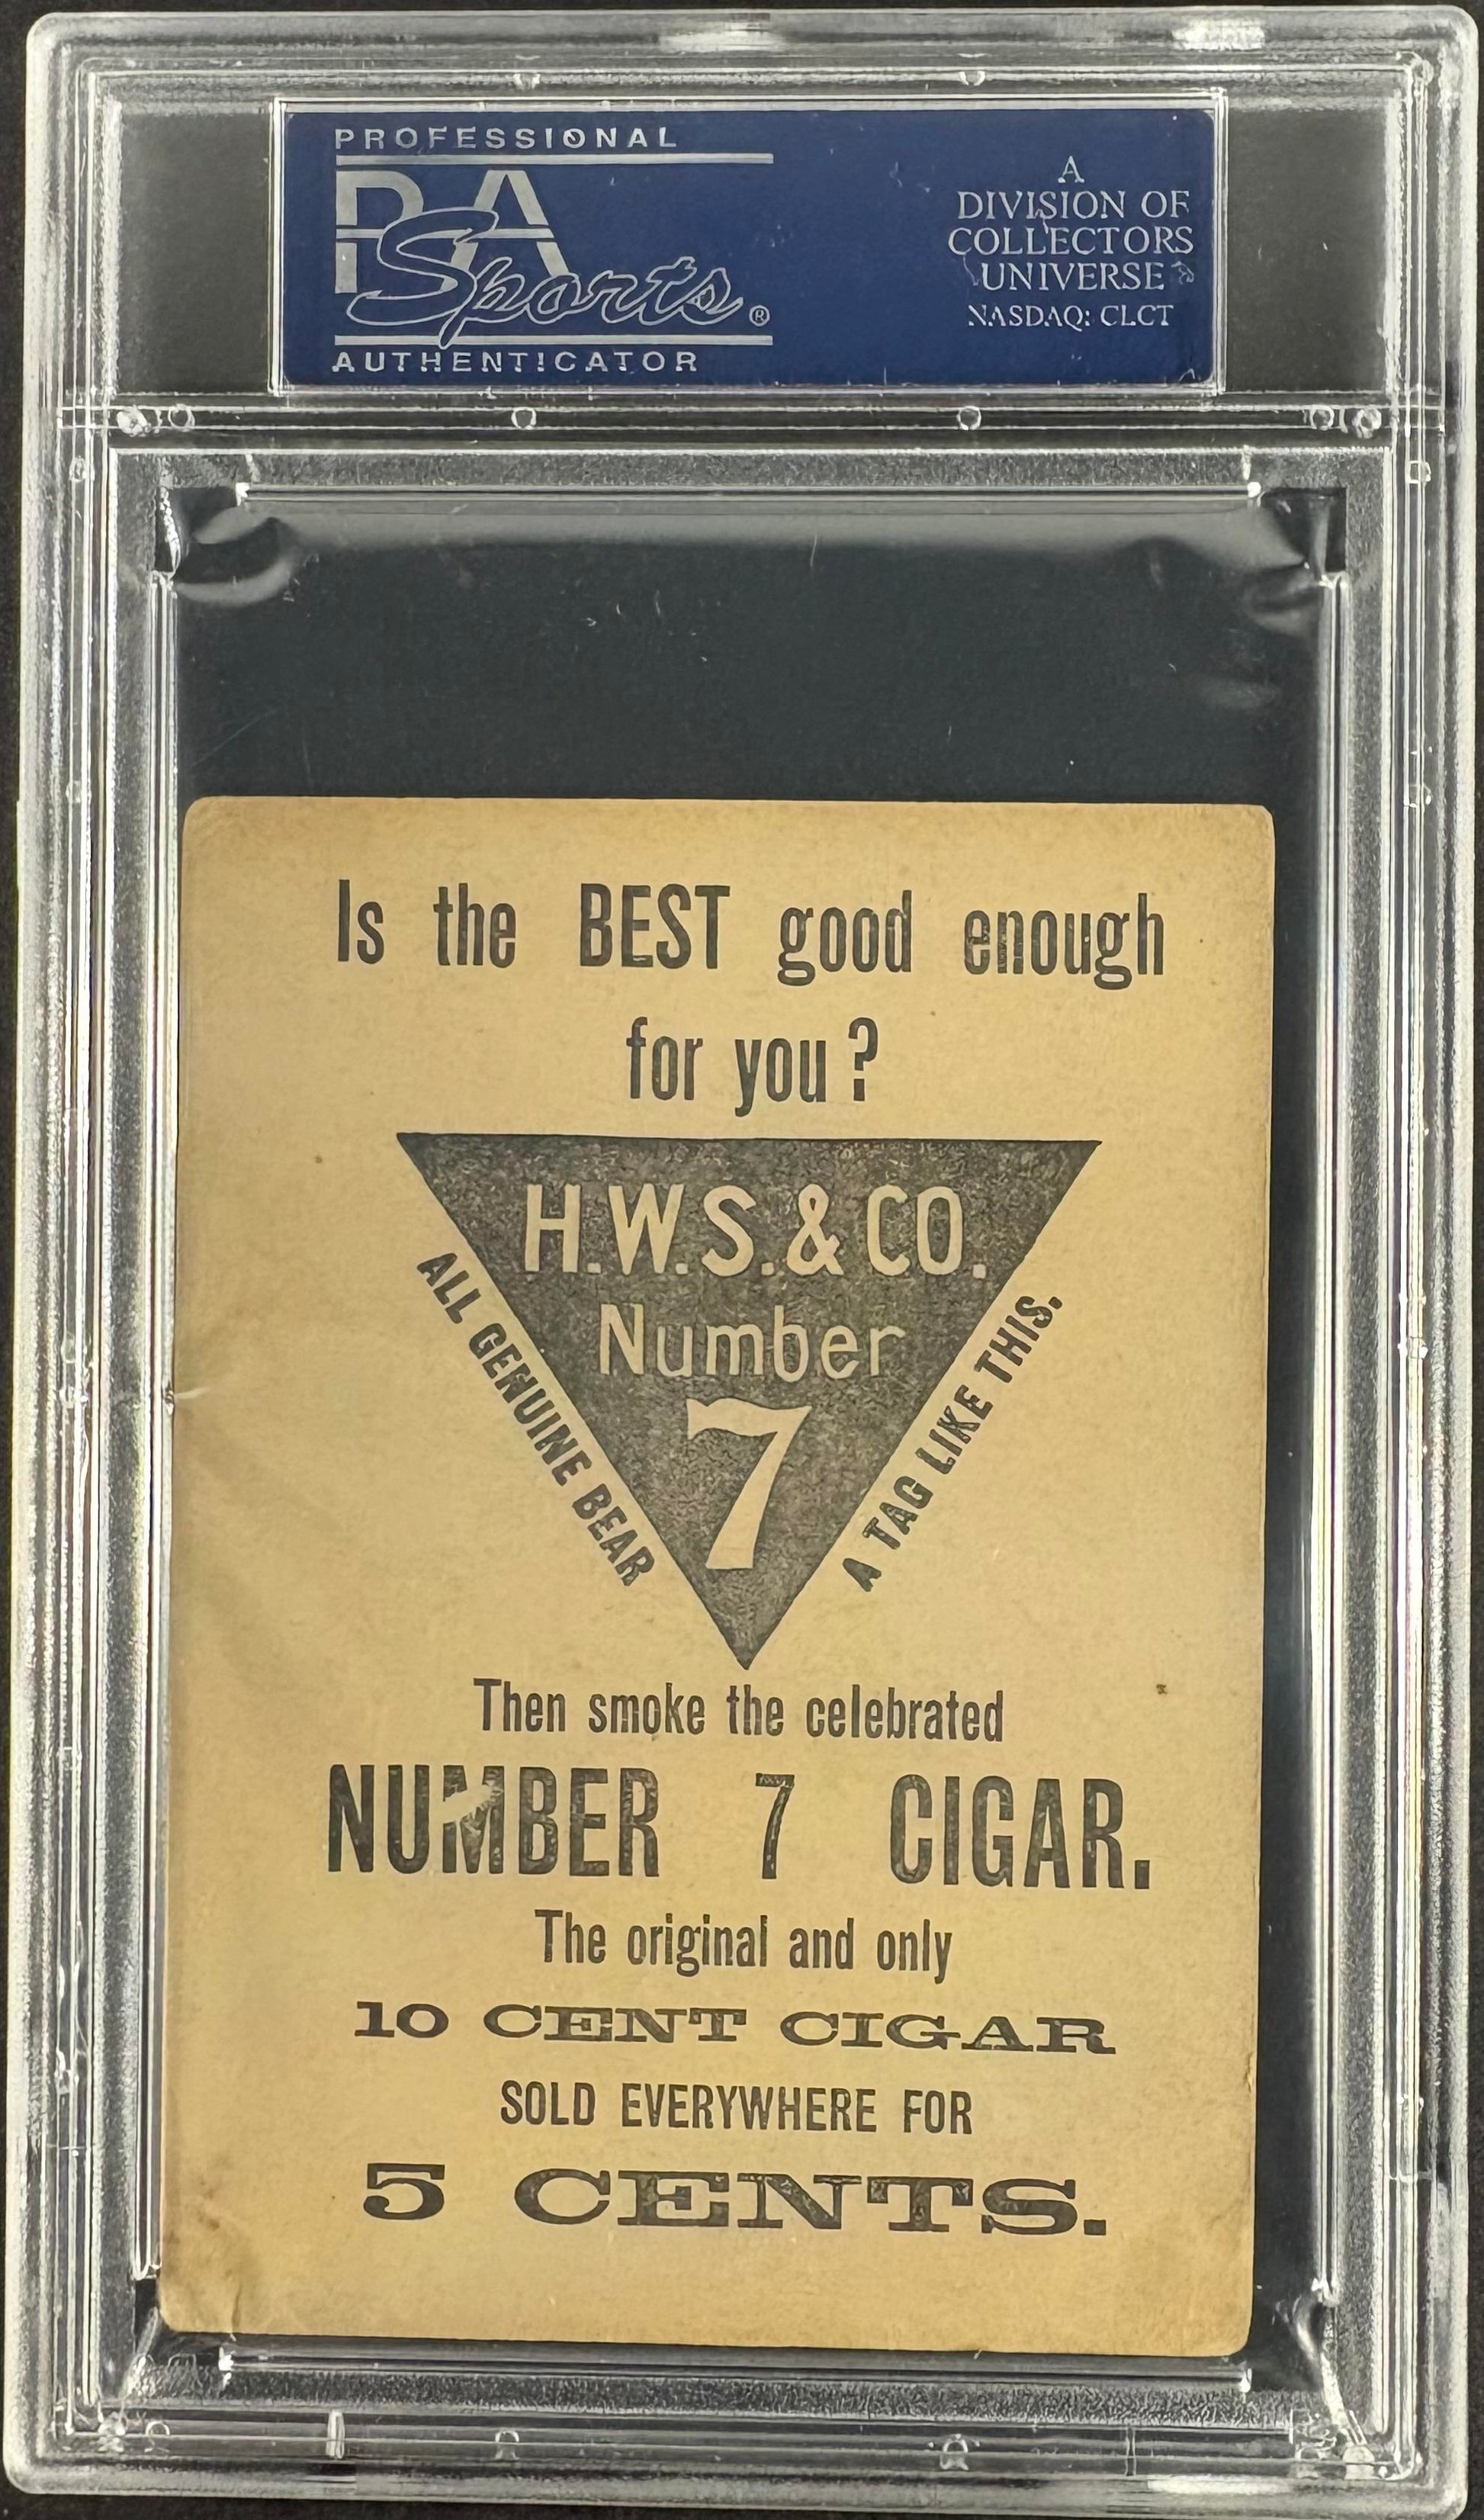 PROFESSIONAL
PSA
Sports®
AUTHENTICATOR
A
DIVISION OF
COLLECTORS
UNIVERSE
NASDAQ: CLCT
Is the BEST good enough
for you?
H.W.S.&CO.
Number
7
ALL GENUINE BEAR
A TAG LIKE THIS.
Then smoke the celebrated
NUMBER 7 CIGAR.
The original and only
10 CENT CIGAR
SOLD EVERYWHERE FOR
5 CENTS.